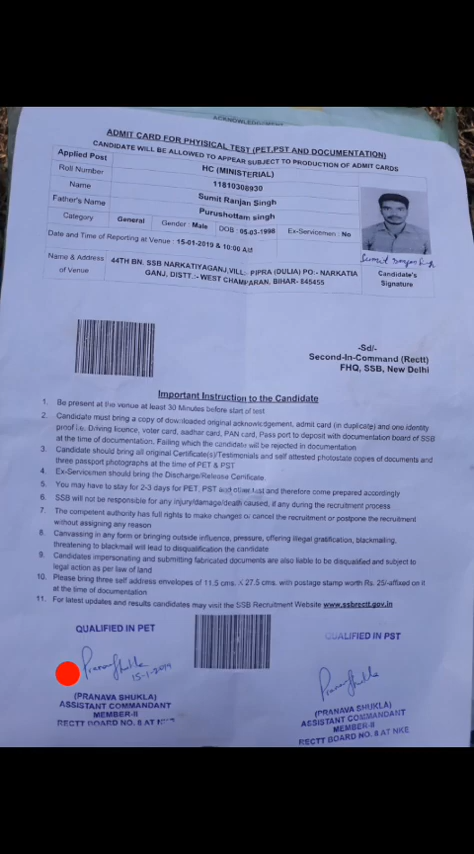 ACKNOWLEDGEMENT
ADMIT CARD FOR PHYISICAL TEST (PET,PST AND DOCUMENTATION)
CANDIDATE WILL BE ALLOWED TO APPEAR SUBJECT TO PRODUCTION OF ADMIT CARDS
Applied Post HC (MINISTERIAL)
Roll Number 11810308930
Name Sumit Ranjan Singh
Father's Name Purushottam singh
Category General Gender : Male DOB : 05-03-1998 Ex-Servicemen : No
Date and Time of Reporting at Venue : 15-01-2019 & 10:00 AM
Name & Address of Venue 44TH BN. SSB NARKATIYAGANJ,VILL:- PIPRA (DULIA) PO:- NARKATIA
GANJ, DISTT.:- WEST CHAMPARAN, BIHAR- 845455
Sumit Ranjan Singh
Candidate's
Signature
-Sd/-
Second-In-Command (Rectt)
FHQ, SSB, New Delhi
Important Instruction to the Candidate
1. Be present at the venue at least 30 Minutes before start of test
2. Candidate must bring a copy of downloaded original acknowledgement, admit card (in duplicate) and one identity
proof i.e. Driving licence, voter card, aadhar card, PAN card, Pass port to deposit with documentation board of SSB
at the time of documentation, Failing which the candidate will be rejected in documentation
3. Candidate should bring all original Certificate(s)/Testimonials and self attested photostate copies of documents and
three passport photographs at the time of PET & PST
4. Ex-Servicemen should bring the Discharge/Release Certificate
5. You may have to stay for 2-3 days for PET, PST and other test and therefore come prepared accordingly
6. SSB will not be responsible for any injury/damage/death caused, if any during the recruitment process
7. The competent authority has full rights to make changes or cancel the recruitment or postpone the recruitment
without assigning any reason
8. Canvassing in any form or bringing outside influence, pressure, offering illegal gratification, blackmailing,
threatening to blackmail will lead to disqualification the candidate
9. Candidates impersonating and submitting fabricated documents are also liable to be disqualified and subject to
legal action as per law of land
10. Please bring three self address envelopes of 11.5 cms. X 27.5 cms. with postage stamp worth Rs. 25/-affixed on it
at the time of documentation
11. For latest updates and results candidates may visit the SSB Recruitment Website www.ssbrectt.gov.in
QUALIFIED IN PET
15-1-2019
(PRANAVA SHUKLA)
ASSISTANT COMMANDANT
MEMBER-II
RECTT BOARD NO. 8 AT
QUALIFIED IN PST
(PRANAVA SHUKLA)
ASSISTANT COMMANDANT
MEMBER-II
RECTT BOARD NO. 8 AT NKE